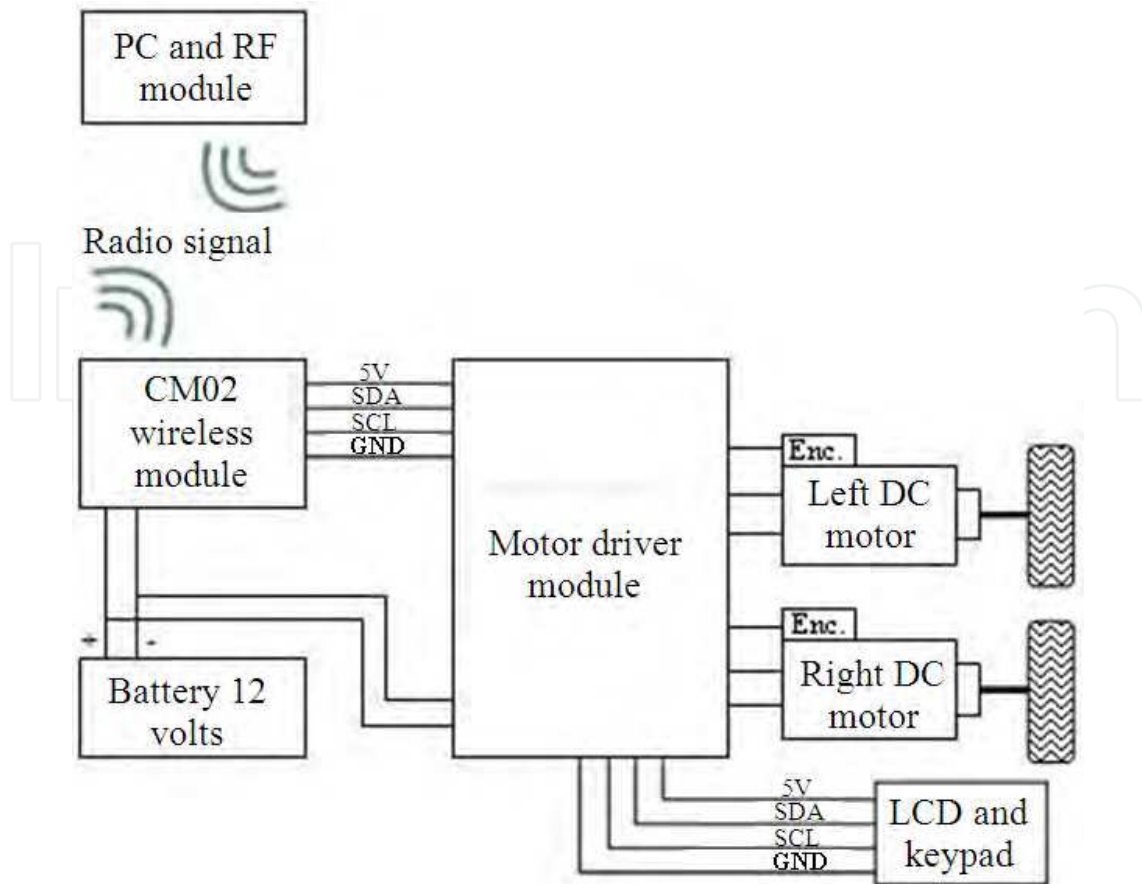 PC and RF
module
Radio signal
CM02
wireless
module
5V
SDA
SCL
GND
Motor driver
module
Enc.
Left DC
motor
Enc.
Right DC
motor
+ -
Battery 12
volts
5V
SDA
SCL
GND
LCD and
keypad